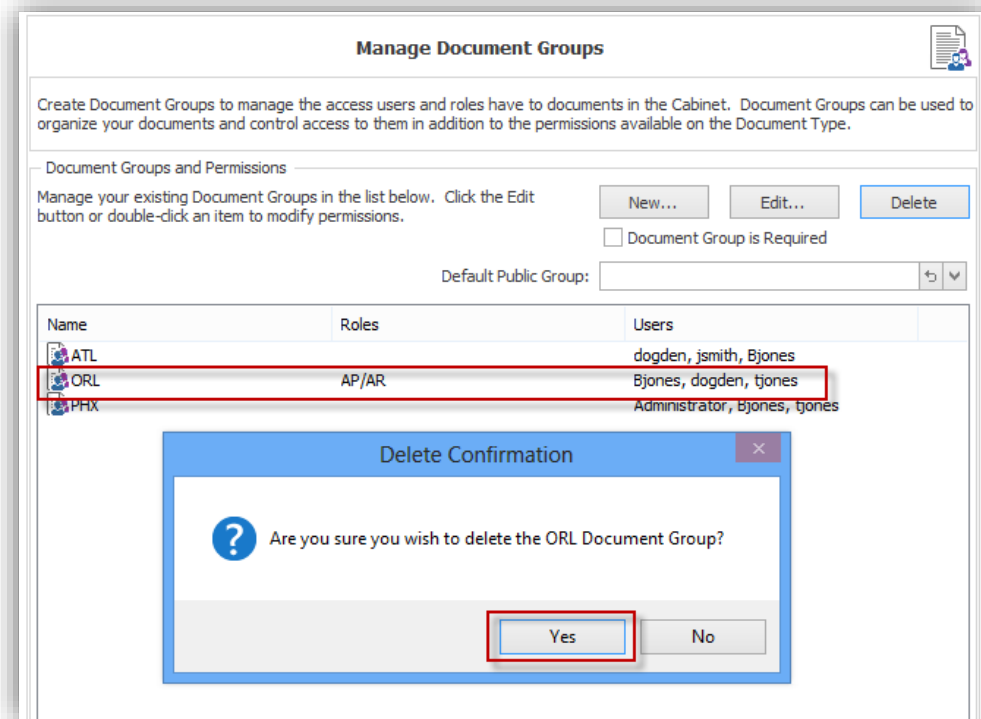 Manage Document Groups
Create Document Groups to manage the access users and roles have to documents in the Cabinet.  Document Groups can be used to
organize your documents and control access to them in addition to the permissions available on the Document Type.
Document Groups and Permissions
Manage your existing Document Groups in the list below.  Click the Edit
button or double-click an item to modify permissions.
New... Edit... Delete
Document Group is Required
Default Public Group:
Name Roles Users
ATL dogden, jsmith, Bjones
ORL AP/AR Bjones, dogden, tjones
PHX Administrator, Bjones, tjones
Delete Confirmation
Are you sure you wish to delete the ORL Document Group?
Yes No